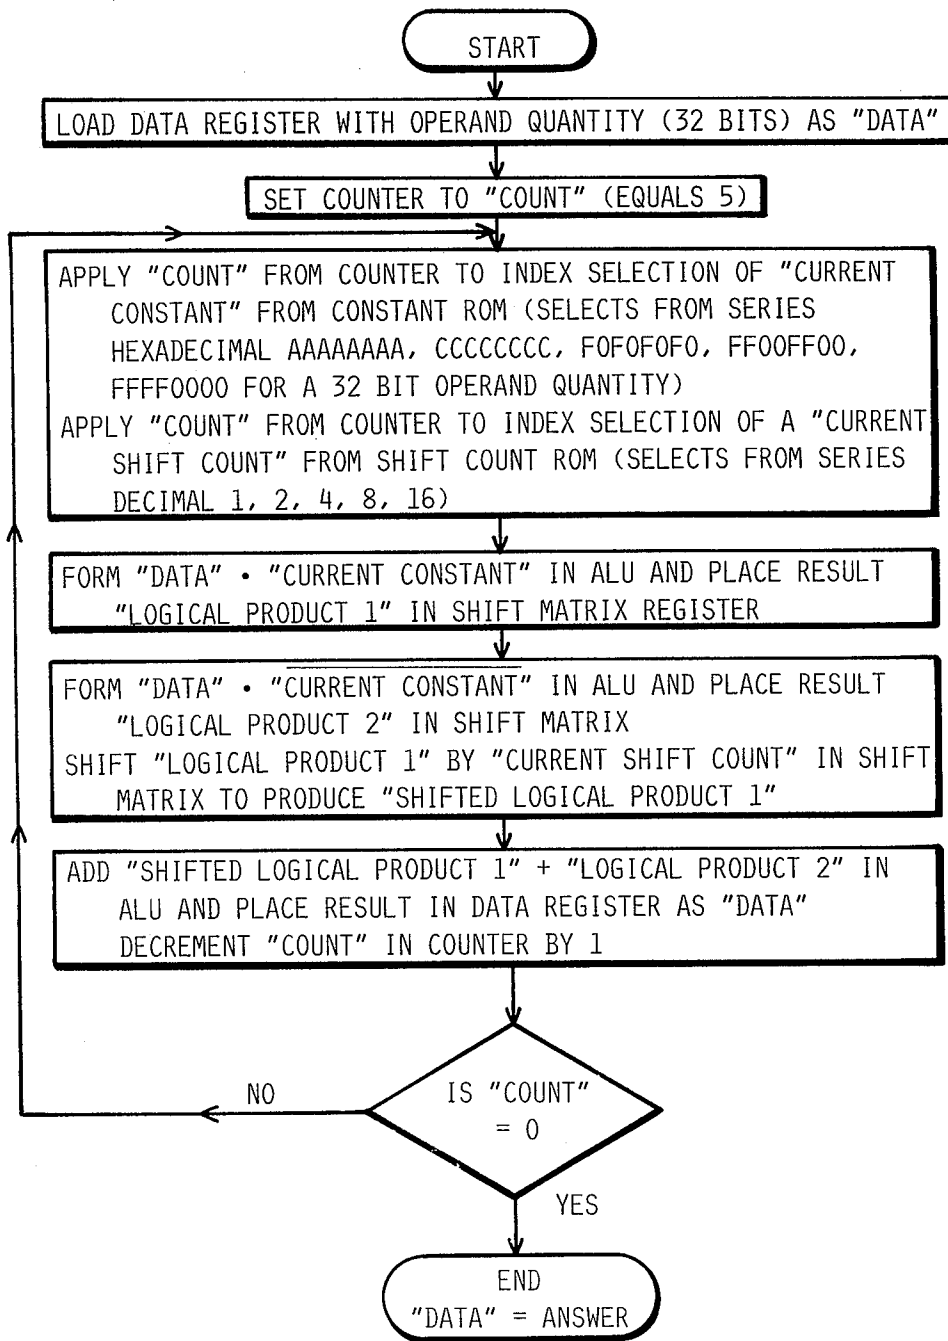 START
LOAD DATA REGISTER WITH OPERAND QUANTITY (32 BITS) AS "DATA"
SET COUNTER TO "COUNT" (EQUALS 5)
APPLY "COUNT" FROM COUNTER TO INDEX SELECTION OF "CURRENT
CONSTANT" FROM CONSTANT ROM (SELECTS FROM SERIES
HEXADECIMAL AAAAAAAA, CCCCCCCC, F0F0F0F0, FF00FF00,
FFFF0000 FOR A 32 BIT OPERAND QUANTITY)
APPLY "COUNT" FROM COUNTER TO INDEX SELECTION OF A "CURRENT
SHIFT COUNT" FROM SHIFT COUNT ROM (SELECTS FROM SERIES
DECIMAL 1, 2, 4, 8, 16)
FORM "DATA" • "CURRENT CONSTANT" IN ALU AND PLACE RESULT
"LOGICAL PRODUCT 1" IN SHIFT MATRIX REGISTER
FORM "DATA" • "CURRENT CONSTANT" IN ALU AND PLACE RESULT
"LOGICAL PRODUCT 2" IN SHIFT MATRIX
SHIFT "LOGICAL PRODUCT 1" BY "CURRENT SHIFT COUNT" IN SHIFT
MATRIX TO PRODUCE "SHIFTED LOGICAL PRODUCT 1"
ADD "SHIFTED LOGICAL PRODUCT 1" + "LOGICAL PRODUCT 2" IN
ALU AND PLACE RESULT IN DATA REGISTER AS "DATA"
DECREMENT "COUNT" IN COUNTER BY 1
IS "COUNT"
= 0
NO
YES
END
"DATA" = ANSWER